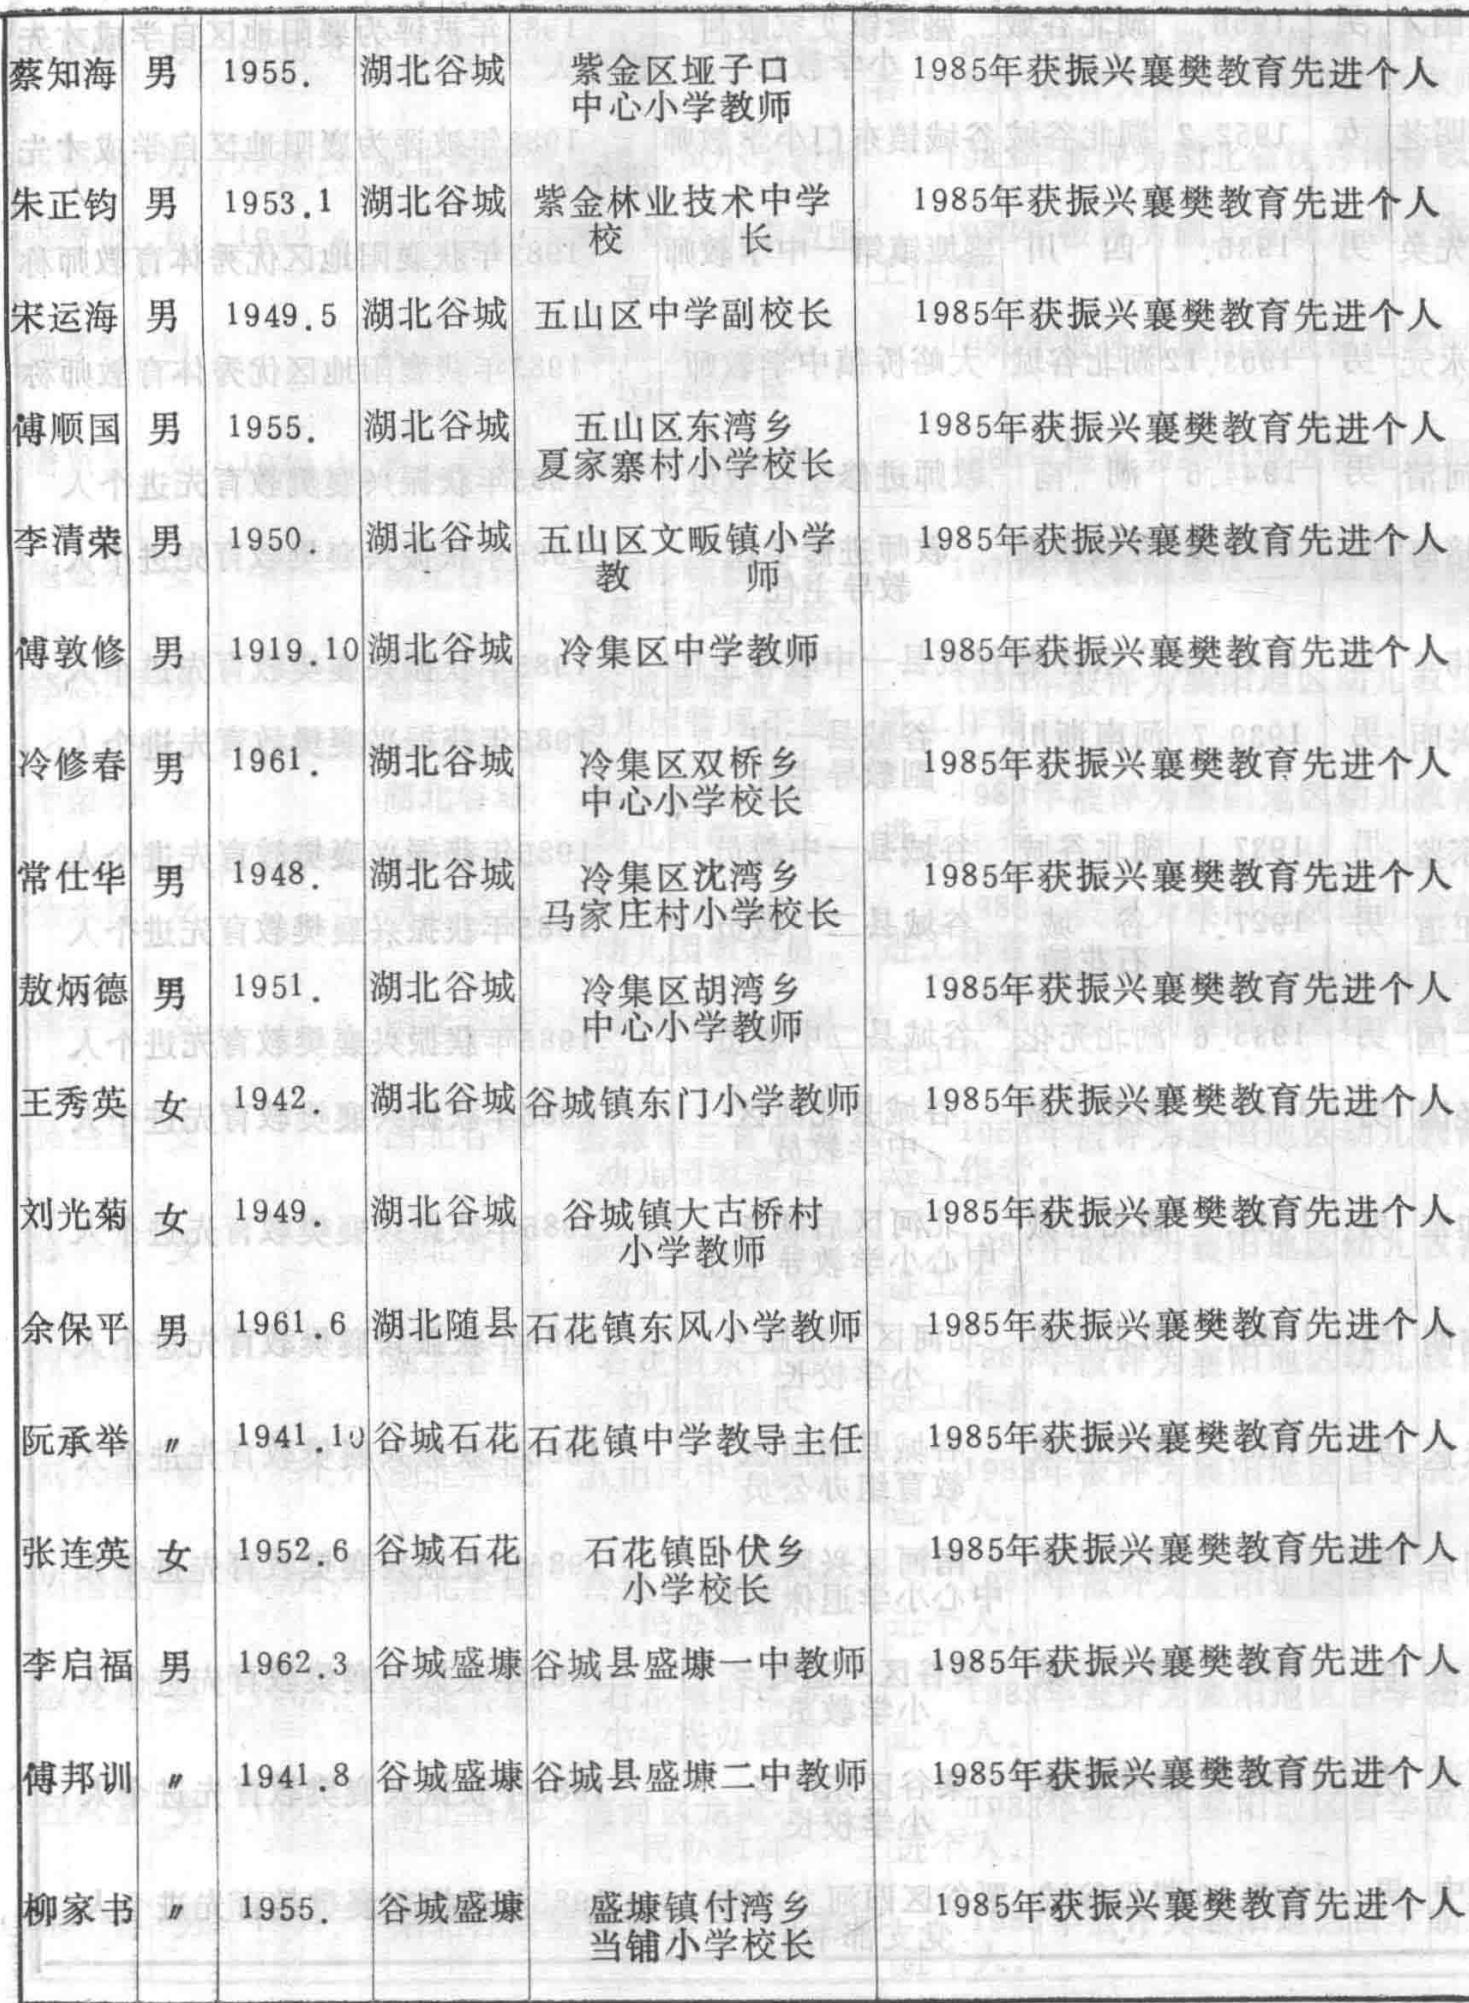 蔡知海 男 1955. 湖北谷城 紫金区垭子口 1985年获振兴襄樊教育先进个人
中心小学教师
朱正钧 男 1953.1 湖北谷城 紫金林业技术中学 1985年获振兴襄樊教育先进个人
校 长
宋运海 男 1949.5 湖北谷城 五山区中学副校长 1985年获振兴襄樊教育先进个人
傅顺国 男 1955. 湖北谷城 五山区东湾乡 1985年获振兴襄樊教育先进个人
夏家寨村小学校长
李清荣 男 1950. 湖北谷城 五山区文畈镇小学 1985年获振兴襄樊教育先进个人
教 师
傅敦修 男 1919.10 湖北谷城 冷集区中学教师 1985年获振兴襄樊教育先进个人
冷修春 男 1961. 湖北谷城 冷集区双桥乡 1985年获振兴襄樊教育先进个人
中心小学校长
常仕华 男 1948. 湖北谷城 冷集区沈湾乡 1985年获振兴襄樊教育先进个人
马家庄村小学校长
敖炳德 男 1951. 湖北谷城 冷集区胡湾乡 1985年获振兴襄樊教育先进个人
中心小学教师
王秀英 女 1942. 湖北谷城 谷城镇东门小学教师 1985年获振兴襄樊教育先进个人
刘光菊 女 1949. 湖北谷城 谷城镇大古桥村 1985年获振兴襄樊教育先进个人
小学教师
余保平 男 1961.6 湖北随县 石花镇东风小学教师 1985年获振兴襄樊教育先进个人
阮承举 〃 1941.10 谷城石花 石花镇中学教导主任 1985年获振兴襄樊教育先进个人
张连英 女 1952.6 谷城石花 石花镇卧伏乡 1985年获振兴襄樊教育先进个人
小学校长
李启福 男 1962.3 谷城盛塽 谷城县盛塽一中教师 1985年获振兴襄樊教育先进个人
傅邦训 〃 1941.8 谷城盛塽 谷城县盛塽二中教师 1985年获振兴襄樊教育先进个人
柳家书 〃 1955. 谷城盛塽 盛塽镇付湾乡 1985年获振兴襄樊教育先进个人
当铺小学校长